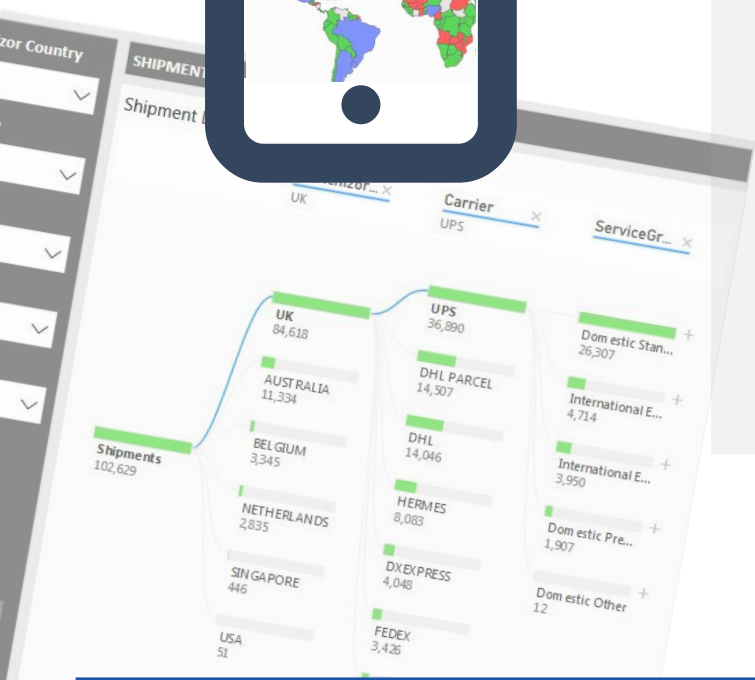 zor Country
SHIPMENT
Shipment
UK
Carrier
UPS
ServiceGr...
Shipments
102,629
UK
84,618
AUSTRALIA
11,334
BELGIUM
3,345
NETHERLANDS
2,835
SINGAPORE
446
USA
51
UPS
36,890
DHL PARCEL
14,507
DHL
14,046
HERMES
8,083
DXEXPRESS
4,048
FEDEX
3,426
Domestic Stan...
26,307
International E...
4,714
International E...
3,950
Domestic Pre...
1,907
Domestic Other
12